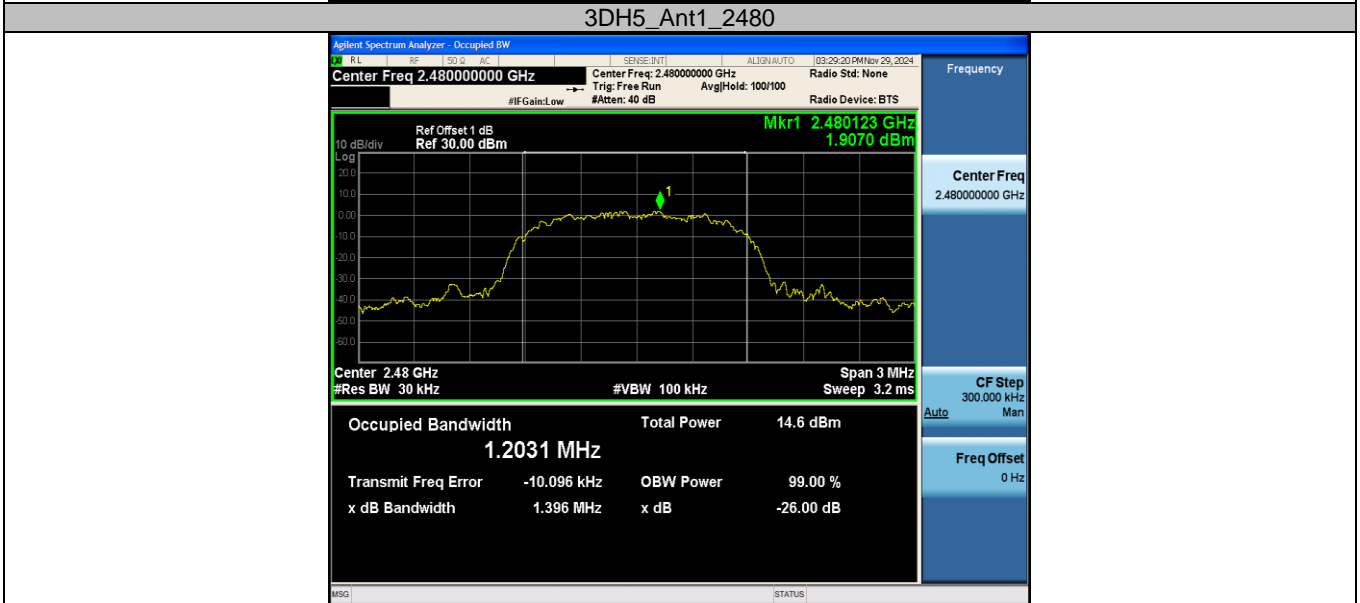 3DH5_Ant1_2480
Agilent Spectrum Analyzer - Occupied BW
RL RF 50 Ω AC SENSE:INT ALIGN AUTO 03:29:20 PM Nov 29, 2024
Center Freq 2.480000000 GHz
Center Freq: 2.480000000 GHz
Radio Std: None
Trig: Free Run Avg|Hold: 100/100
#IFGain:Low
#Atten: 40 dB
Radio Device: BTS
Ref Offset 1 dB
Mkr1 2.480123 GHz
10 dB/div Ref 30.00 dBm
1.9070 dBm
Log
20.0
10.0
0.00
-10.0
-20.0
-30.0
-40.0
-50.0
-60.0
1
Center 2.48 GHz
Span 3 MHz
#Res BW 30 kHz
#VBW 100 kHz
Sweep 3.2 ms
Occupied Bandwidth
Total Power 14.6 dBm
1.2031 MHz
Transmit Freq Error -10.096 kHz
OBW Power 99.00 %
x dB Bandwidth 1.396 MHz
x dB -26.00 dB
MSG
STATUS
Frequency
Center Freq
2.480000000 GHz
CF Step
300.000 kHz
Auto Man
Freq Offset
0 Hz